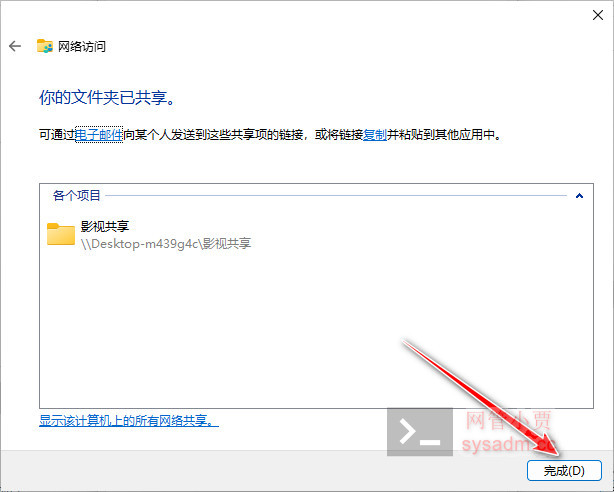 网络访问
你的文件夹已共享。
可通过电子邮件向某个人发送到这些共享项的链接，或将链接复制并粘贴到其他应用中。
各个项目
影视共享
\\Desktop-m439g4c\影视共享
显示该计算机上的所有网络共享。
网管小贾
sysadm.cc
完成(D)